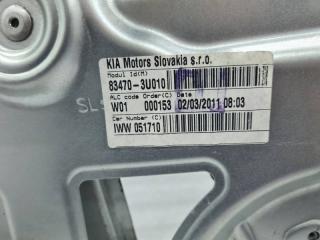 KIA Motors Slovakia s.r.o.
Modul Id(M)
83470-3U010
ALC code Order(C) Date
W01 000153 02/03/2011 08:03
Car Number (C)
IWW 051710